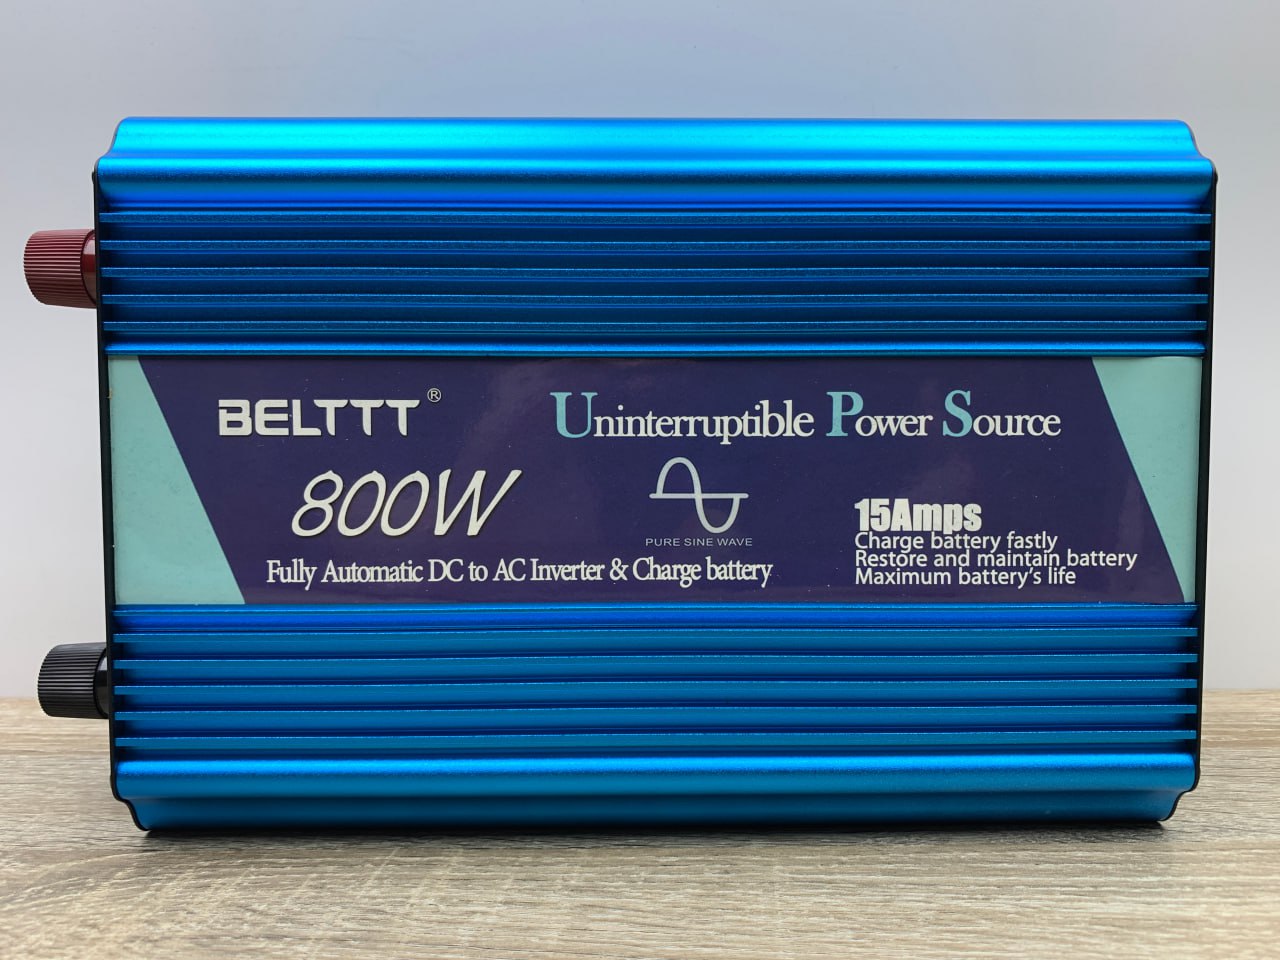 BELTTT®
Uninterruptible Power Source
800W
PURE SINE WAVE
Fully Automatic DC to AC Inverter & Charge battery
15Amps
Charge battery fastly
Restore and maintain battery
Maximum battery's life